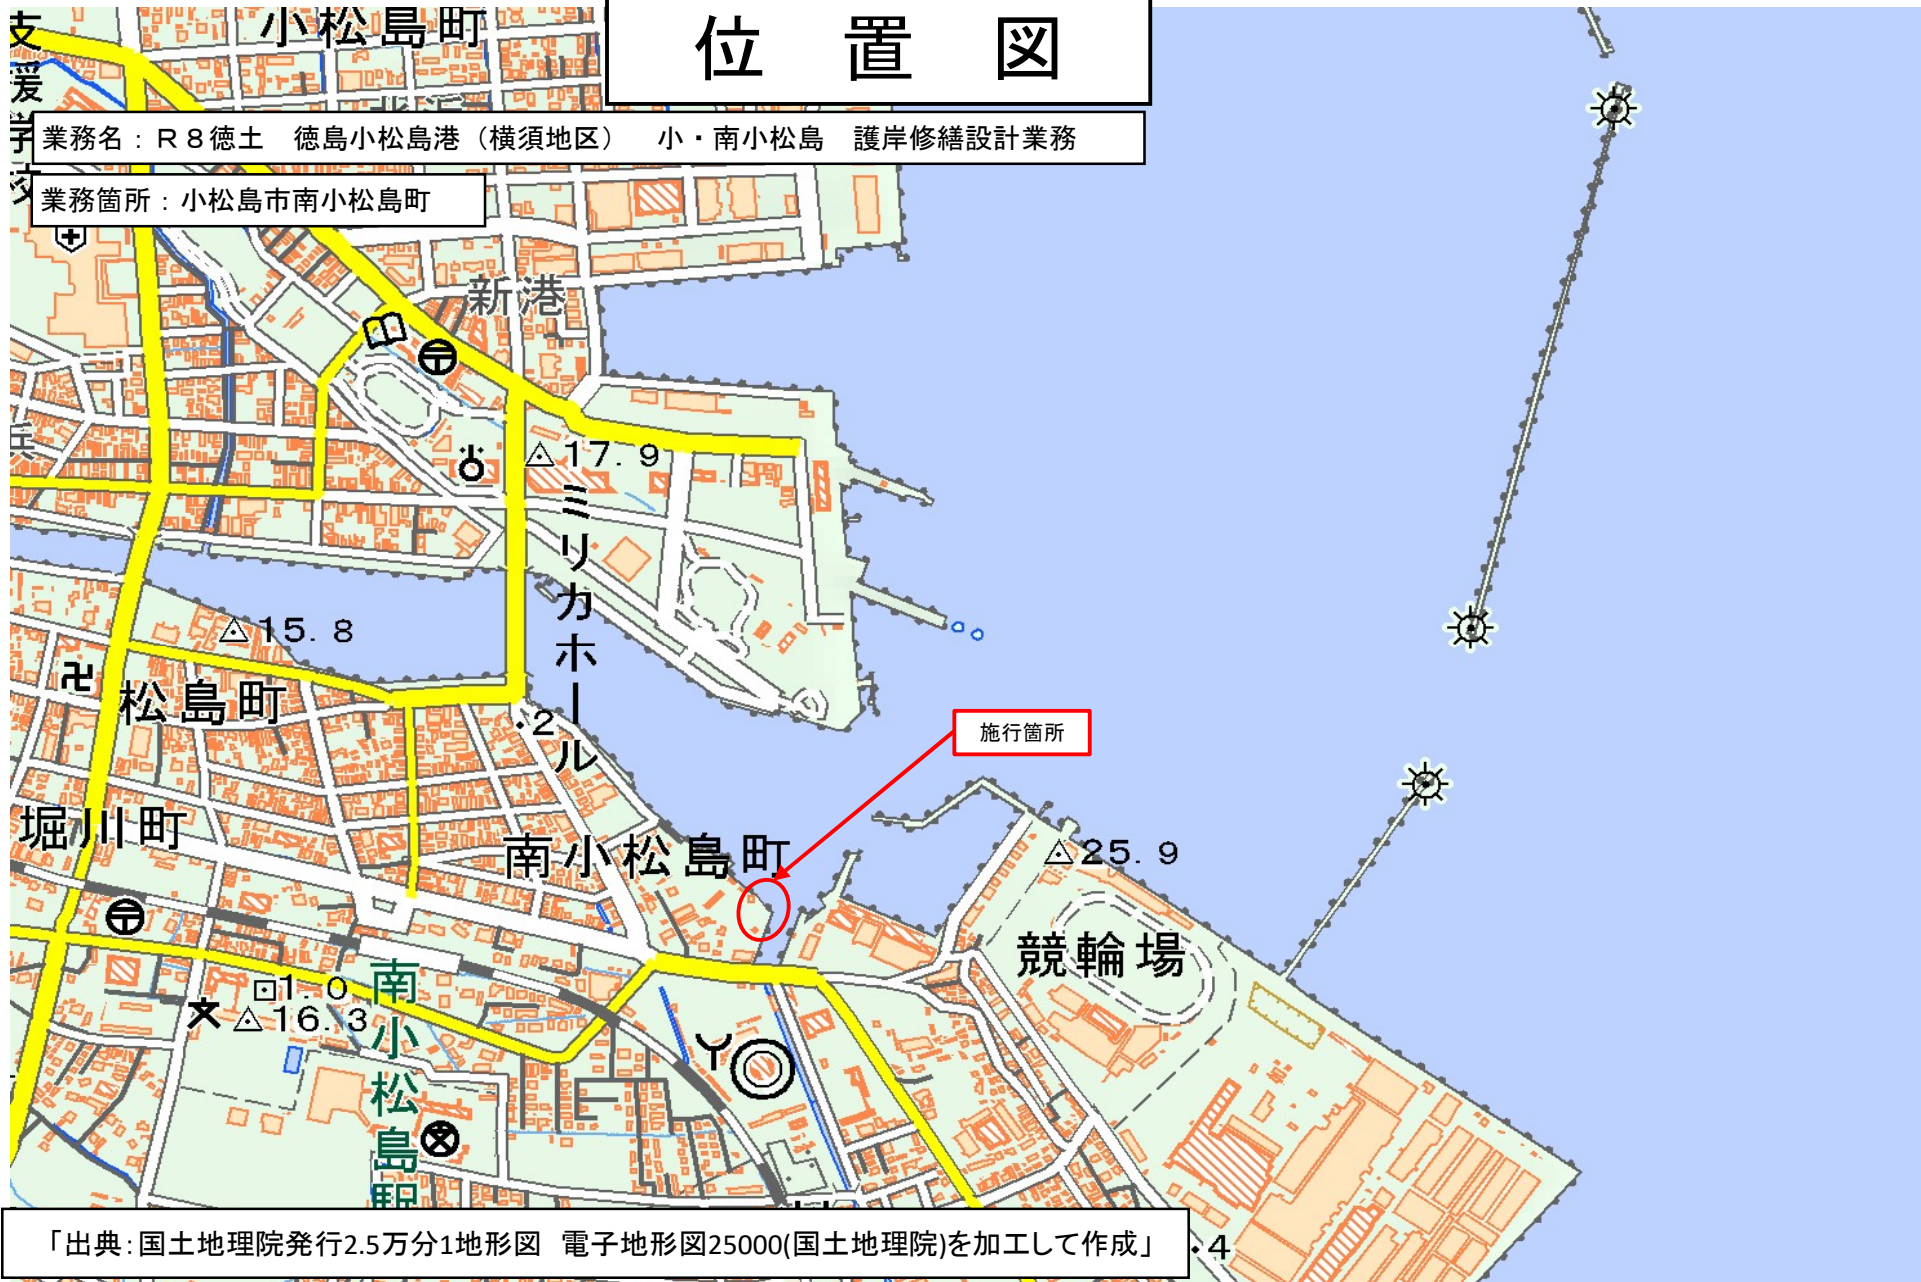 位　置　図
小松島町
業務名：Ｒ８徳土　徳島小松島港（横須地区）　小・南小松島　護岸修繕設計業務
業務箇所：小松島市南小松島町
支援学校
新港
17.9
ミリカホール
15.8
松島町
・2
施行箇所
堀川町
南小松島町
25.9
競輪場
1.0
16.3
南小松島駅
「出典：国土地理院発行2.5万分1地形図　電子地形図25000(国土地理院)を加工して作成」
・4